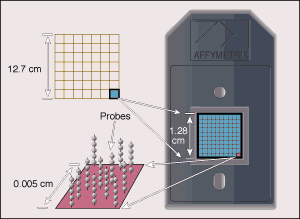 AFFYMETRIX
12.7 cm
Probes
1.28
cm
0.005 cm